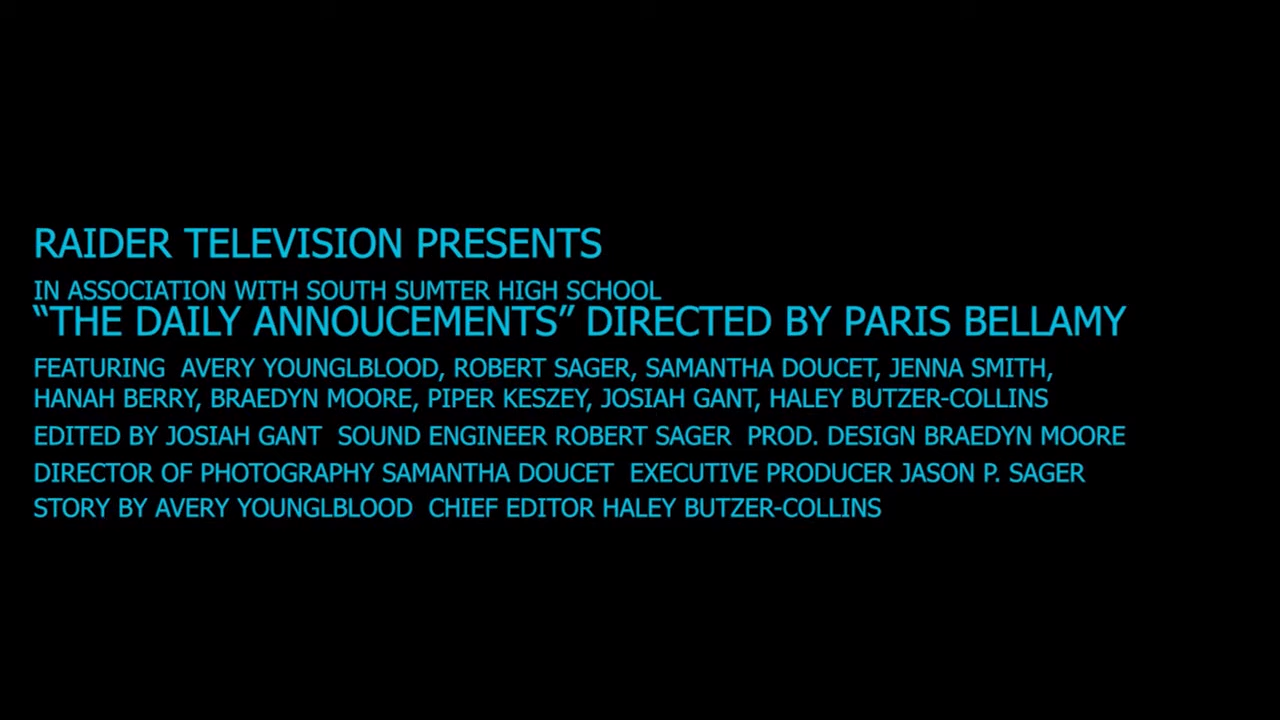 RAIDER TELEVISION PRESENTS
IN ASSOCIATION WITH SOUTH SUMTER HIGH SCHOOL
“THE DAILY ANNOUCEMENTS” DIRECTED BY PARIS BELLAMY
FEATURING AVERY YOUNGLBLOOD, ROBERT SAGER, SAMANTHA DOUCET, JENNA SMITH,
HANAH BERRY, BRAEDYN MOORE, PIPER KESZEY, JOSIAH GANT, HALEY BUTZER-COLLINS
EDITED BY JOSIAH GANT SOUND ENGINEER ROBERT SAGER PROD. DESIGN BRAEDYN MOORE
DIRECTOR OF PHOTOGRAPHY SAMANTHA DOUCET EXECUTIVE PRODUCER JASON P. SAGER
STORY BY AVERY YOUNGLBLOOD CHIEF EDITOR HALEY BUTZER-COLLINS